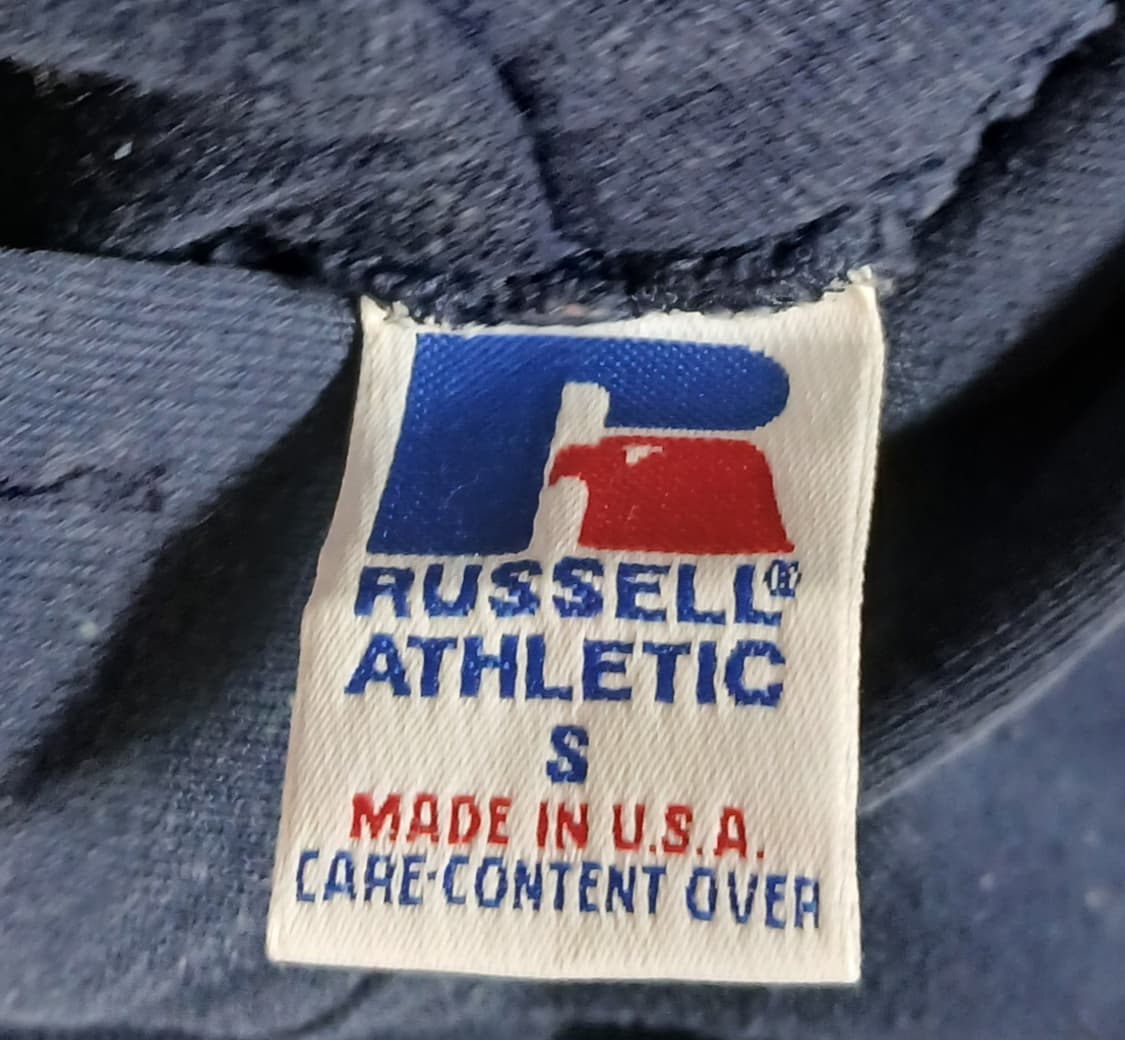 RUSSELL®
ATHLETIC
S
MADE IN U.S.A.
CARE-CONTENT OVER